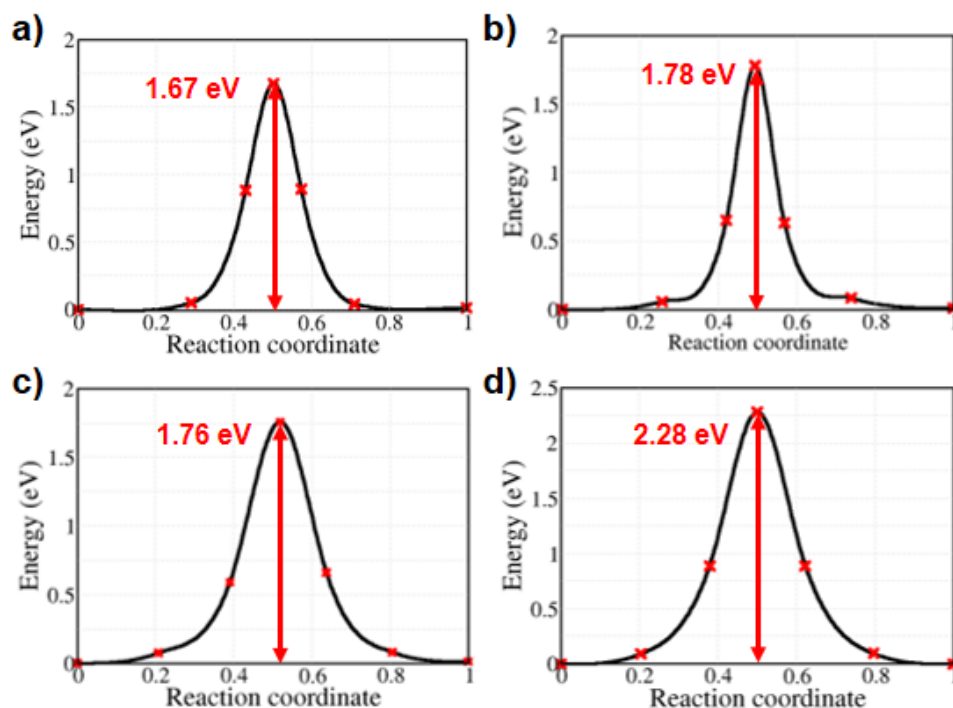 a)
2
1.5
1
0.5
0
Energy (eV)
1.67 eV
0 0.2 0.4 0.6 0.8 1
Reaction coordinate
b)
2
1.5
1
0.5
0
Energy (eV)
1.78 eV
0 0.2 0.4 0.6 0.8 1
Reaction coordinate
c)
2
1.5
1
0.5
0
Energy (eV)
1.76 eV
0 0.2 0.4 0.6 0.8 1
Reaction coordinate
d)
2.5
2
1.5
1
0.5
0
Energy (eV)
2.28 eV
0 0.2 0.4 0.6 0.8 1
Reaction coordinate